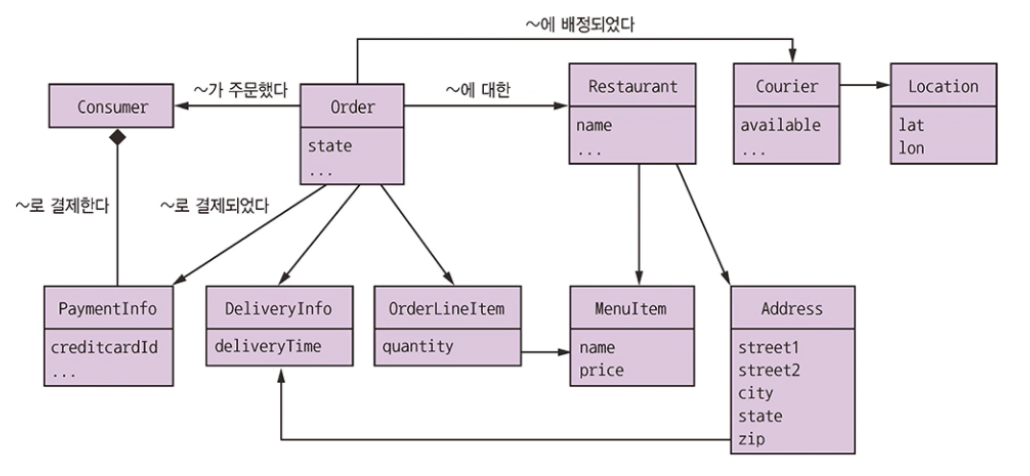 ~에 배정되었다
Consumer
~가 주문했다
Order
state
...
~에 대한
Restaurant
name
...
Courier
available
...
Location
lat
lon
~로 결제한다
~로 결제되었다
PaymentInfo
creditcardId
...
DeliveryInfo
deliveryTime
OrderLineItem
quantity
MenuItem
name
price
Address
street1
street2
city
state
zip